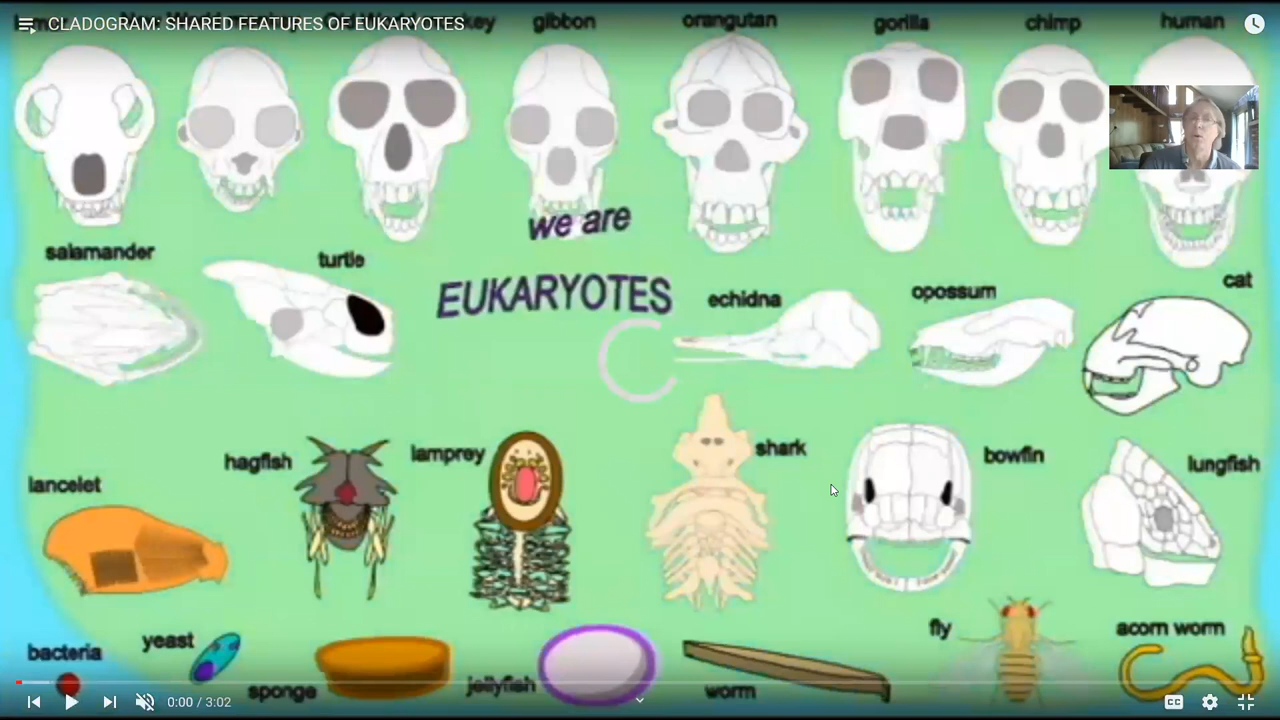 CLADOGRAM: SHARED FEATURES OF EUKARYOTES
gibbon
orangutan
gorilla
chimp
human
we are
EUKARYOTES
salamander
turtle
echidna
opossum
cat
lancelet
hagfish
lamprey
shark
bowfin
lungfish
bacteria
yeast
sponge
jellyfish
worm
fly
acorn worm
0:00 / 3:02
CC